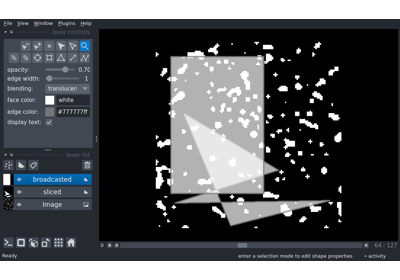 File View Window Plugins Help
layer controls
opacity: 0.70
edge width: 1
blending: translucent
face color: white
edge color: #777777ff
display text:
layer list
broadcasted
sliced
Image
64 | 127
Ready enter a selection mode to edit shape properties activity